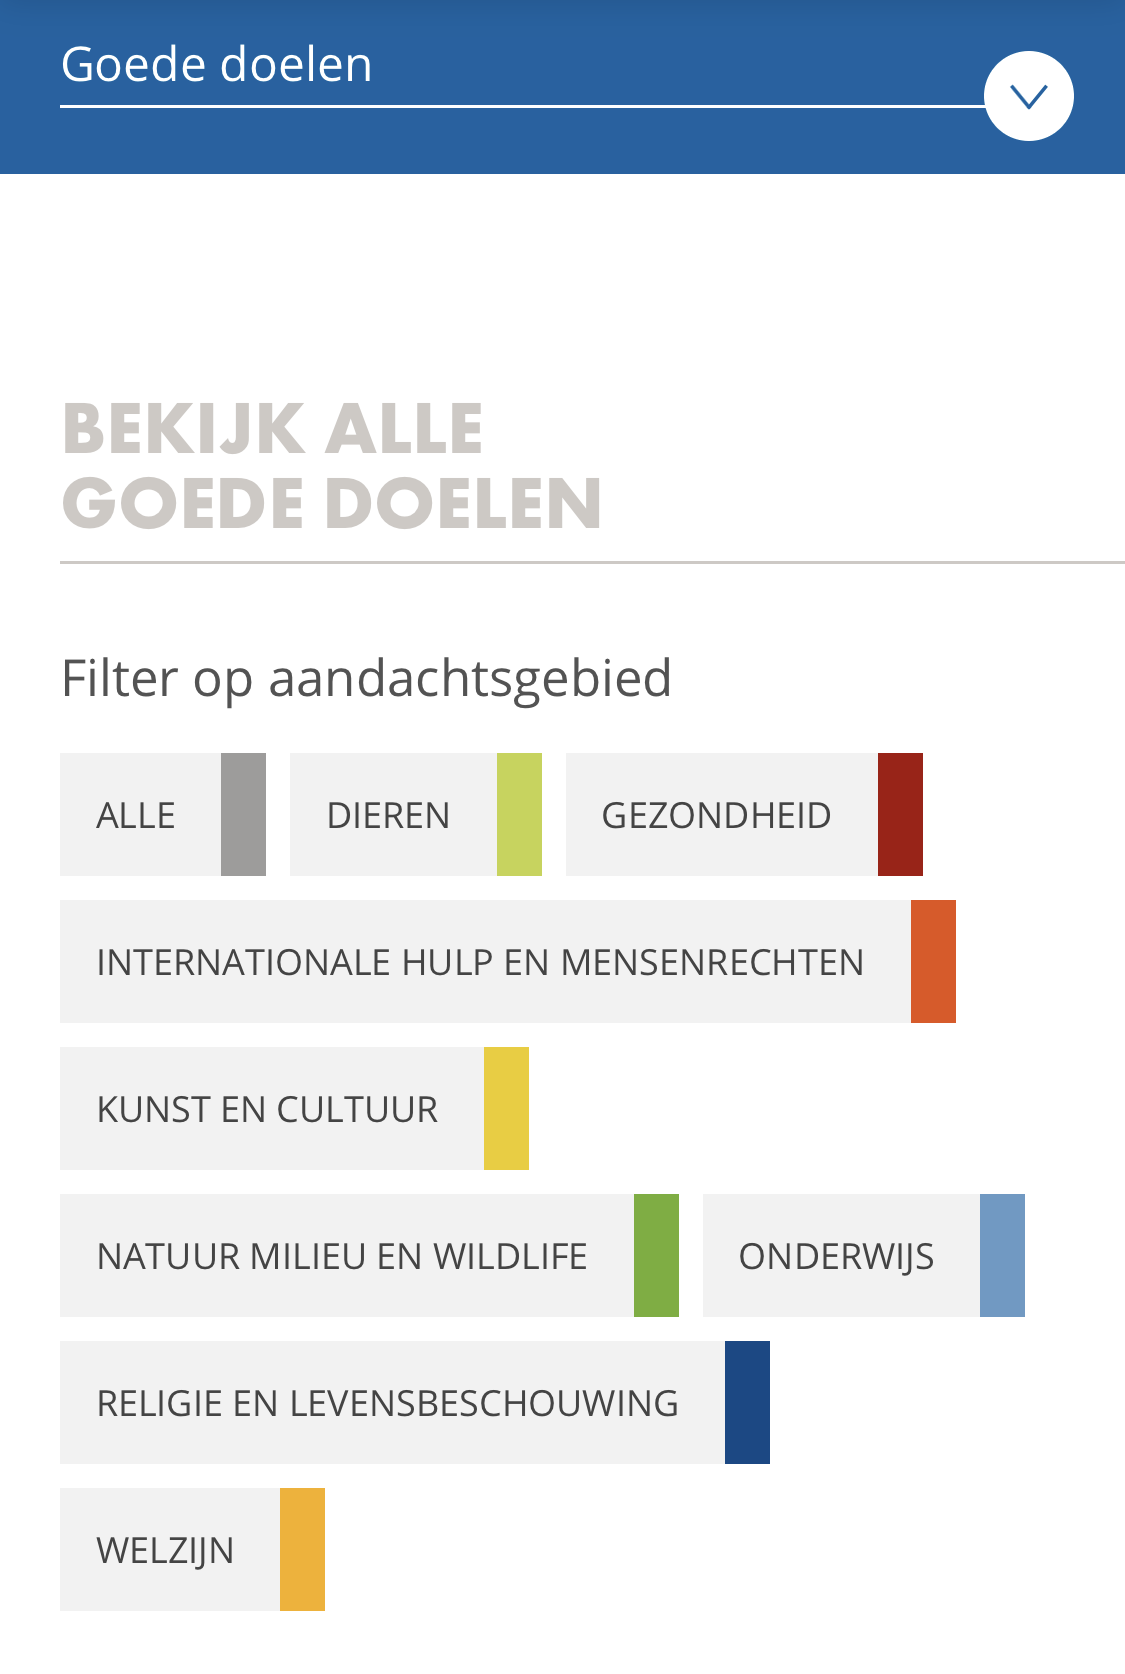 Goede doelen
BEKIJK ALLE
GOEDE DOELEN
Filter op aandachtsgebied
ALLE
DIEREN
GEZONDHEID
INTERNATIONALE HULP EN MENSENRECHTEN
KUNST EN CULTUUR
NATUUR MILIEU EN WILDLIFE
ONDERWIJS
RELIGIE EN LEVENSBESCHOUWING
WELZIJN